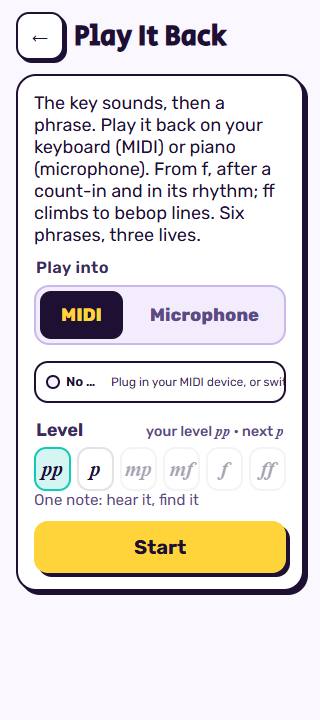 ←
Play It Back
The key sounds, then a
phrase. Play it back on your
keyboard (MIDI) or piano
(microphone). From f, after a
count-in and in its rhythm; ff
climbs to bebop lines. Six
phrases, three lives.
Play into
MIDI Microphone
No ... Plug in your MIDI device, or swit
Level your level pp · next p
pp p mp mf f ff
One note: hear it, find it
Start